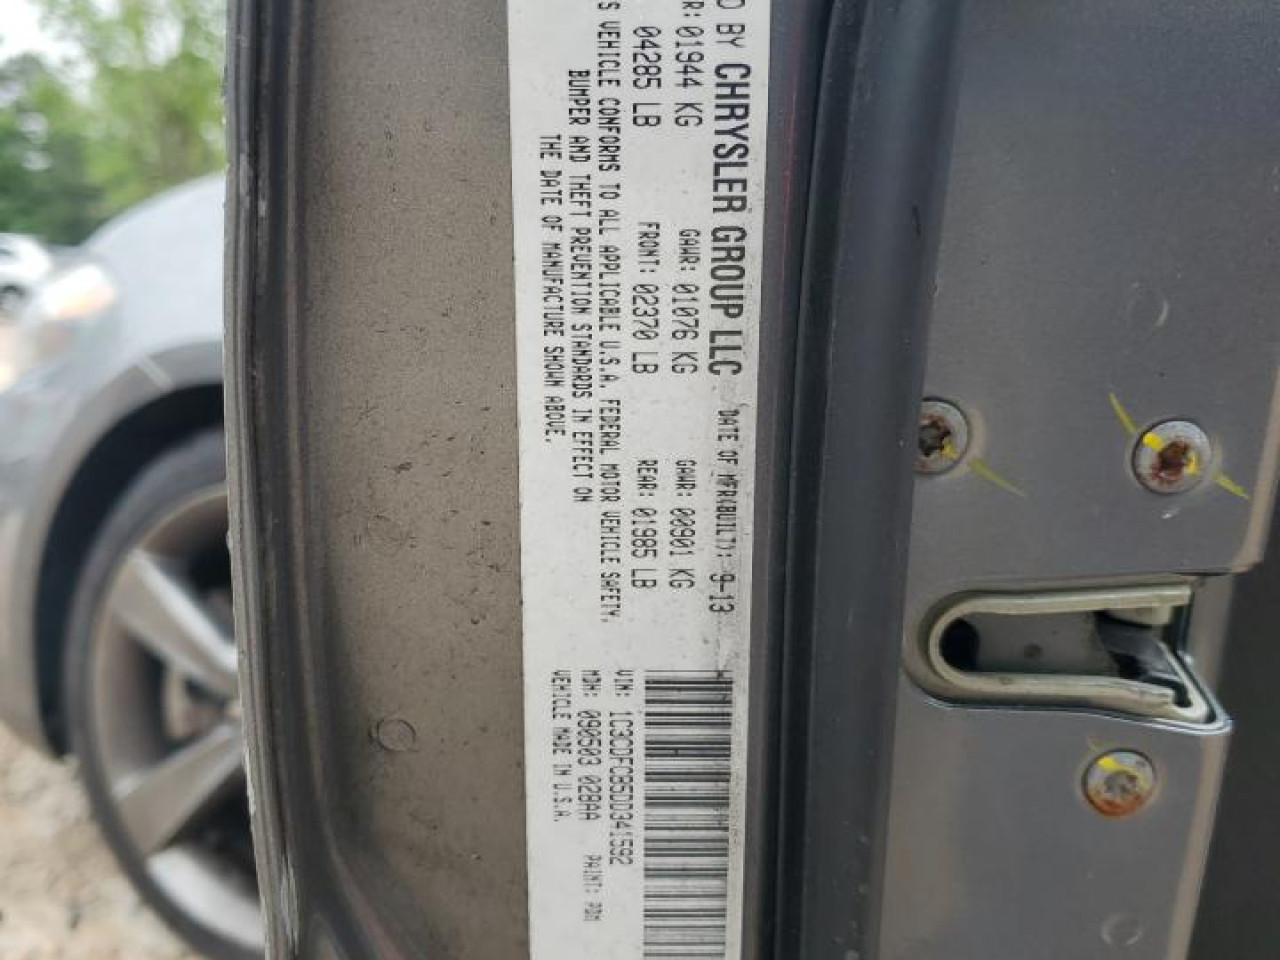 D BY CHRYSLER GROUP LLC DATE OF MFR(BUILT): 9-13
R: 01944 KG GAWR: 01076 KG GAWR: 00901 KG
04285 LB FRONT: 02370 LB REAR: 01985 LB
S VEHICLE CONFORMS TO ALL APPLICABLE U.S.A. FEDERAL MOTOR VEHICLE SAFETY,
BUMPER AND THEFT PREVENTION STANDARDS IN EFFECT ON
THE DATE OF MANUFACTURE SHOWN ABOVE.
VIN: 1C3CDFCB5DD341592
MDH: 090503 028AA PAINT: PDM
VEHICLE MADE IN U.S.A.